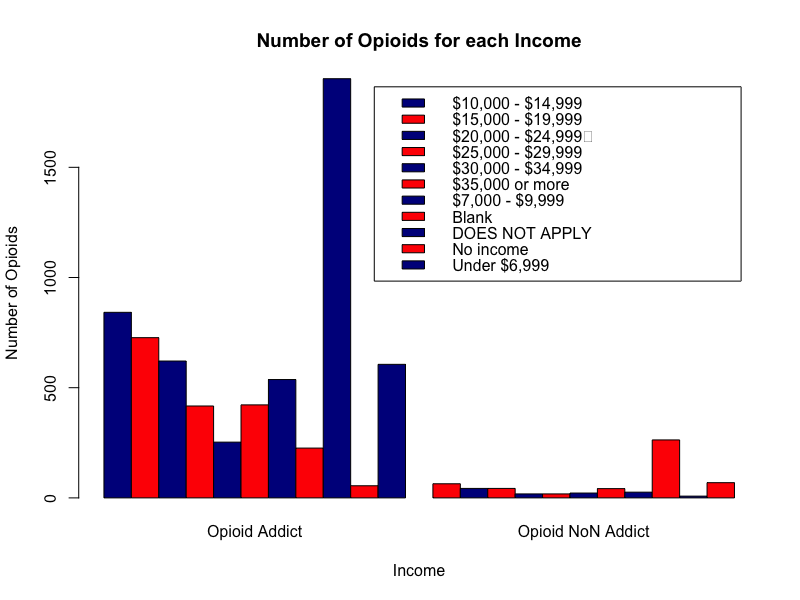 Number of Opioids for each Income
$10,000 - $14,999
$15,000 - $19,999
$20,000 - $24,999
$25,000 - $29,999
$30,000 - $34,999
$35,000 or more
$7,000 - $9,999
Blank
DOES NOT APPLY
No income
Under $6,999
Number of Opioids
1500
1000
500
0
Opioid Addict
Opioid NoN Addict
Income